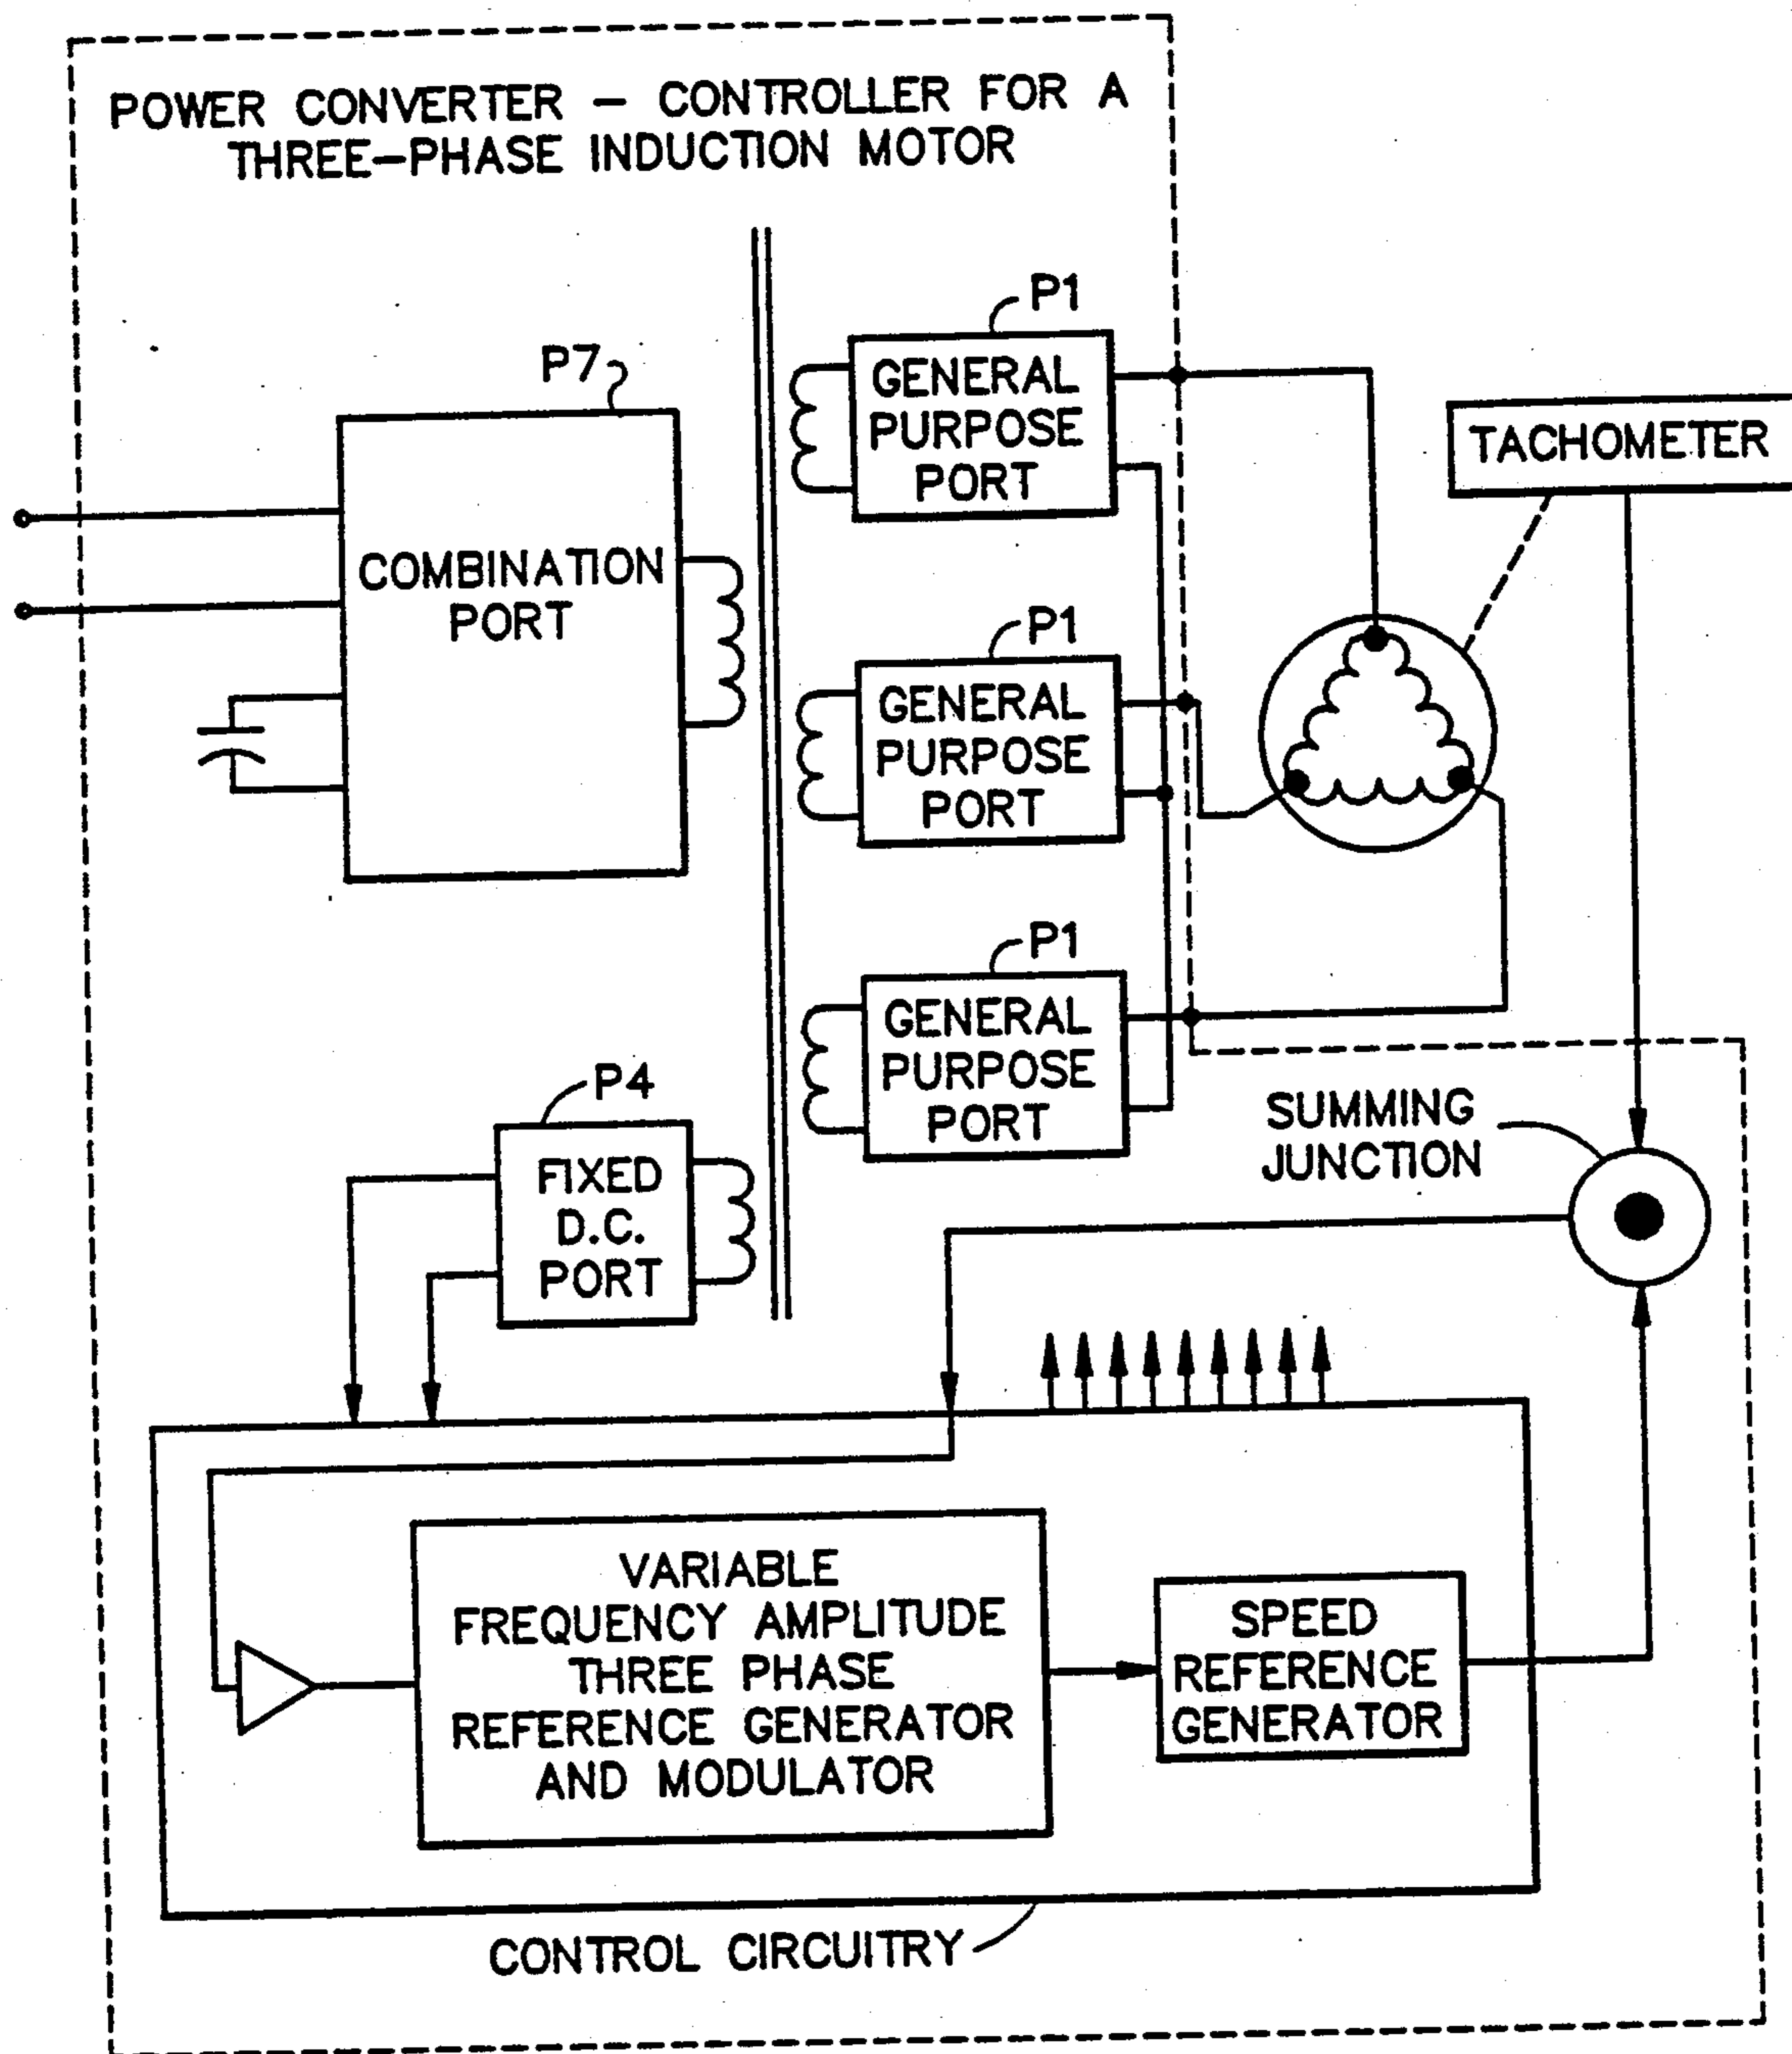 POWER CONVERTER – CONTROLLER FOR A
THREE–PHASE INDUCTION MOTOR
P1
GENERAL
PURPOSE
PORT
P7
COMBINATION
PORT
TACHOMETER
P1
GENERAL
PURPOSE
PORT
P1
GENERAL
PURPOSE
PORT
P4
FIXED
D.C.
PORT
SUMMING
JUNCTION
VARIABLE
FREQUENCY AMPLITUDE
THREE PHASE
REFERENCE GENERATOR
AND MODULATOR
SPEED
REFERENCE
GENERATOR
CONTROL CIRCUITRY